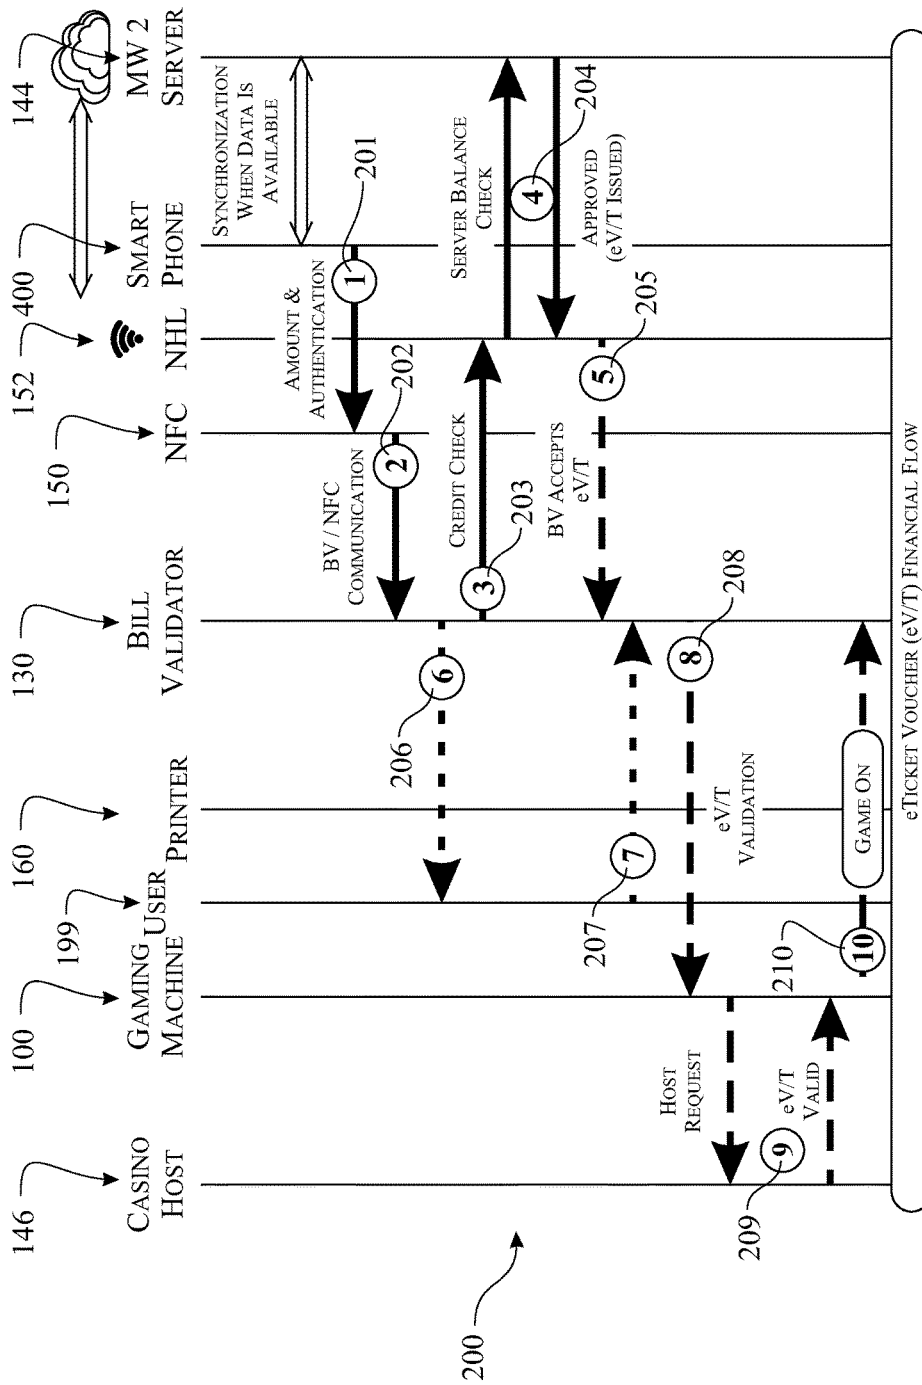 146
100
199
160
130
150
152
400
144
CASINO
HOST
GAMING
MACHINE
USER
PRINTER
BILL
VALIDATOR
NFC
NHL
SMART
PHONE
MW 2
SERVER
SYNCHRONIZATION
WHEN DATA IS
AVAILABLE
AMOUNT &
AUTHENTICATION
1
201
BV / NFC
COMMUNICATION
2
202
206
6
CREDIT CHECK
3
203
SERVER BALANCE
CHECK
4
204
APPROVED
(eV/T ISSUED)
BV ACCEPTS
eV/T
5
205
207
7
8
208
eV/T
VALIDATION
HOST
REQUEST
209
9
eV/T
VALID
210
10
GAME ON
200
eTICKET VOUCHER (eV/T) FINANCIAL FLOW